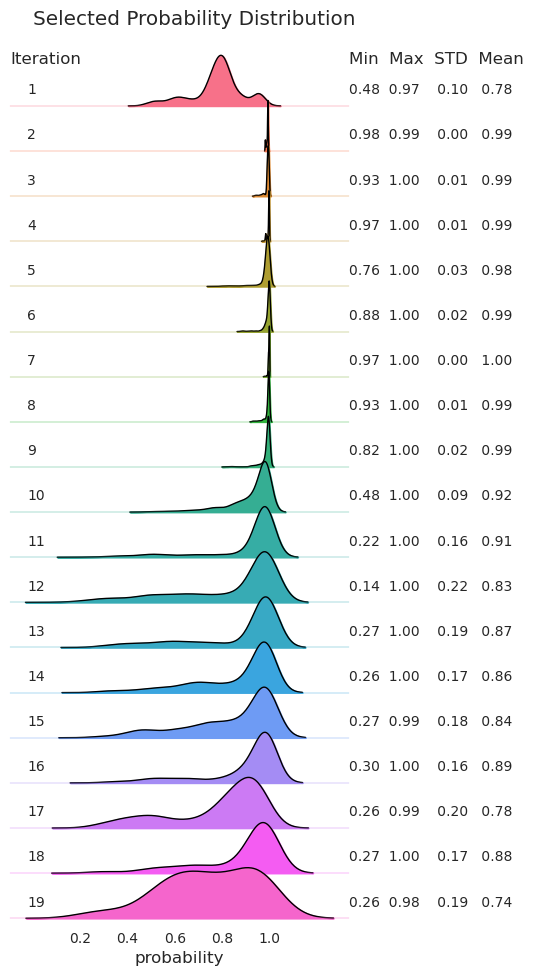 Selected Probability Distribution
Iteration Min Max STD Mean
1 0.48 0.97 0.10 0.78
2 0.98 0.99 0.00 0.99
3 0.93 1.00 0.01 0.99
4 0.97 1.00 0.01 0.99
5 0.76 1.00 0.03 0.98
6 0.88 1.00 0.02 0.99
7 0.97 1.00 0.00 1.00
8 0.93 1.00 0.01 0.99
9 0.82 1.00 0.02 0.99
10 0.48 1.00 0.09 0.92
11 0.22 1.00 0.16 0.91
12 0.14 1.00 0.22 0.83
13 0.27 1.00 0.19 0.87
14 0.26 1.00 0.17 0.86
15 0.27 0.99 0.18 0.84
16 0.30 1.00 0.16 0.89
17 0.26 0.99 0.20 0.78
18 0.27 1.00 0.17 0.88
19 0.26 0.98 0.19 0.74
0.2 0.4 0.6 0.8 1.0
probability